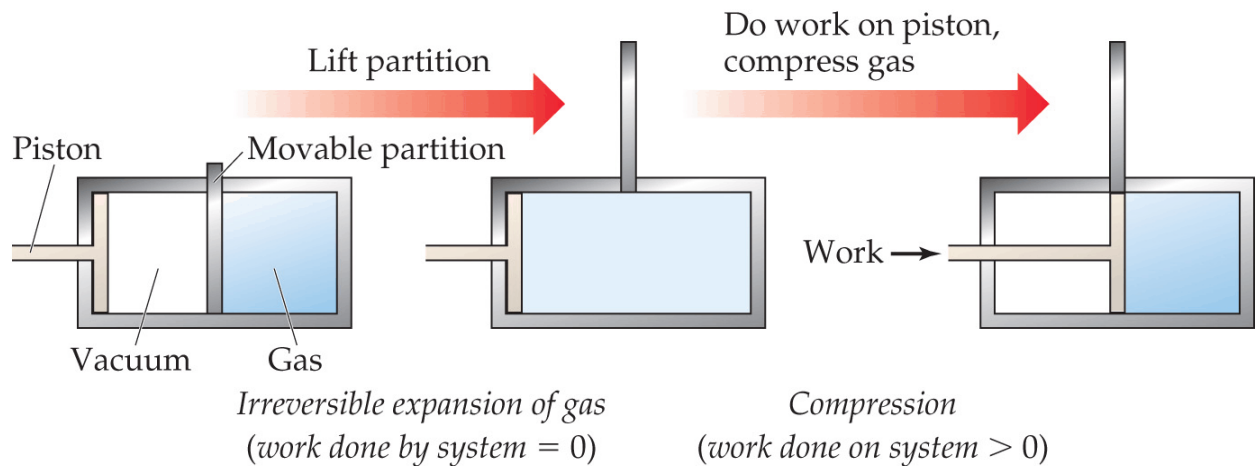 Lift partition
Do work on piston,
compress gas
Piston
Movable partition
Work
Vacuum
Gas
Irreversible expansion of gas
(work done by system = 0)
Compression
(work done on system > 0)